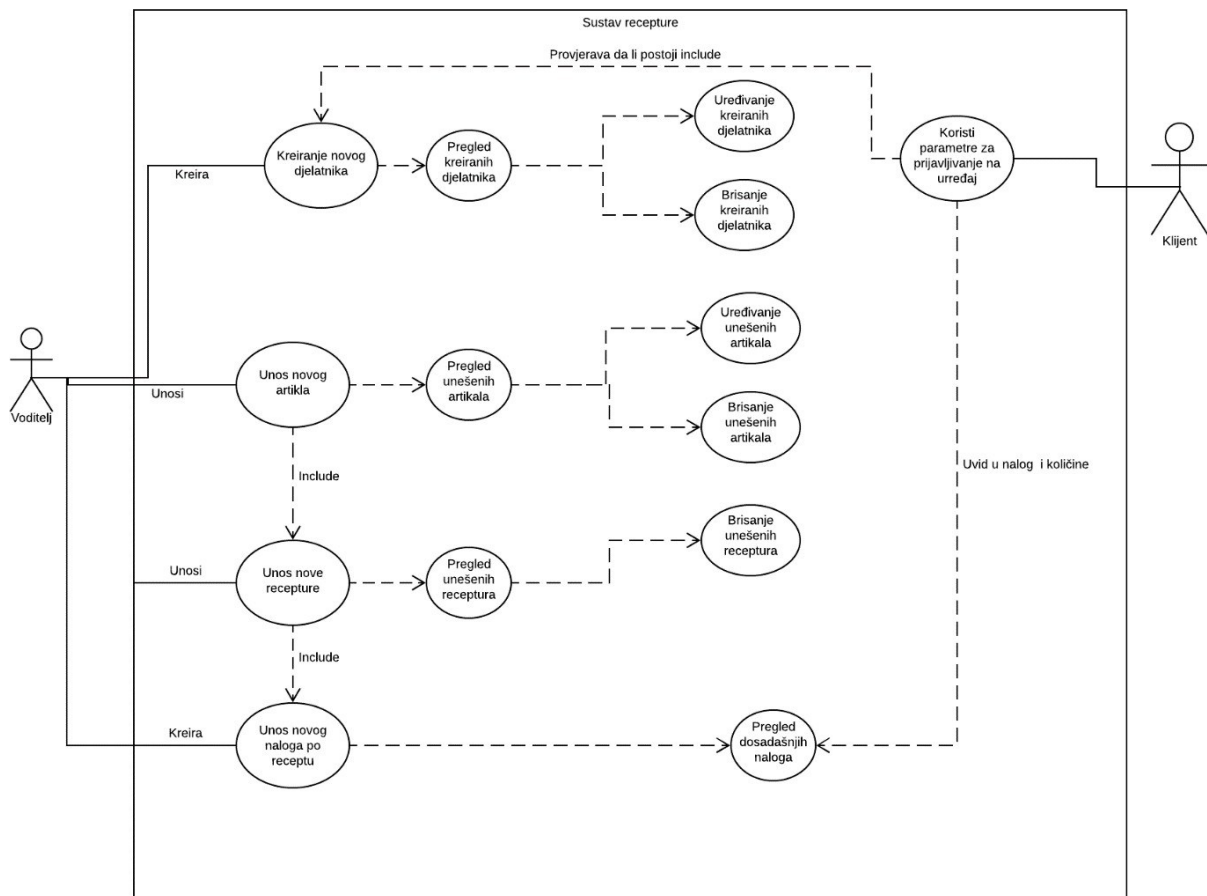 Sustav recepture
Provjerava da li postoji include
Uređivanje
kreiranih
djelatnika
Kreiranje novog
djelatnika
Pregled
kreiranih
djelatnika
Koristi
parametre za
prijavljivanje na
urređaj
Kreira
Brisanje
kreiranih
djelatnika
Klijent
Uređivanje
unešenih
artikala
Unos novog
artikla
Pregled
unešenih
artikala
Unosi
Voditelj
Brisanje
unešenih
artikala
Include
Uvid u nalog i količine
Brisanje
unešenih
receptura
Unosi
Unos nove
recepture
Pregled
unešenih
receptura
Include
Kreira
Unos novog
naloga po
receptu
Pregled
dosadašnjih
naloga